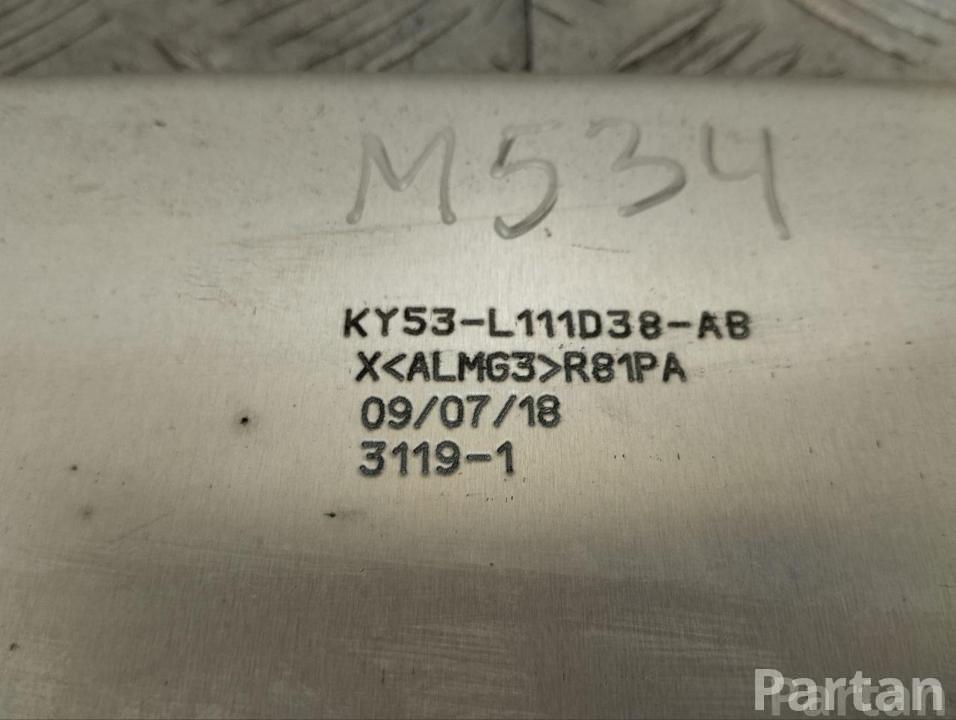 M534
KY53-L111D38-AB
X<ALMG3>R81PA
09/07/18
3119-1
Partan